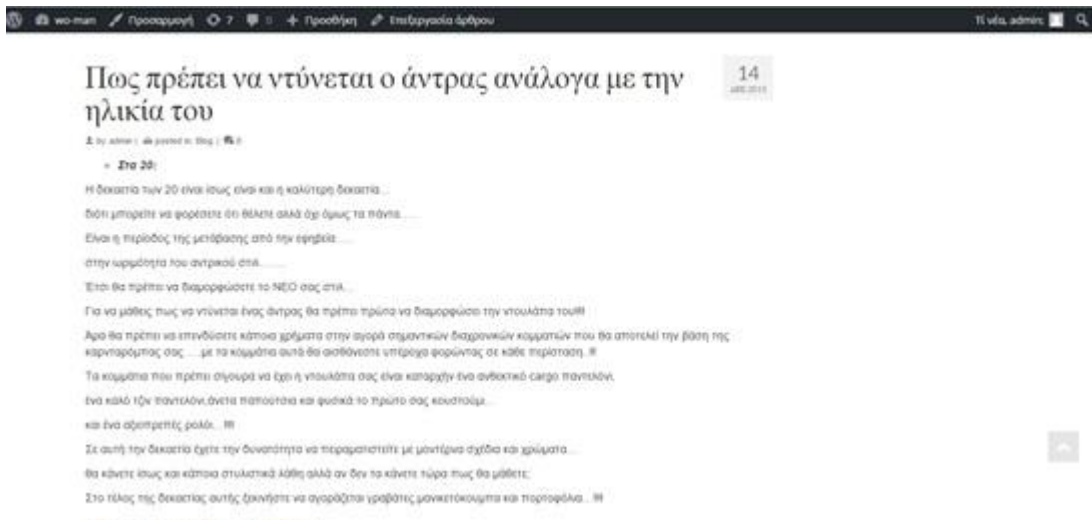 wo-man Προσαρμογή 7 Προσθήκη Επεξεργασία άρθρου Τί νέα, admin;
Πως πρέπει να ντύνεται ο άντρας ανάλογα με την
ηλικία του
14
by admin | posted in: Blog | 0
Στα 20:
Η δεκαετία των 20 είναι ίσως είναι και η καλύτερη δεκαετία...
διότι μπορείτε να φορέσετε ότι θέλετε αλλά όχι όμως τα πάντα......
Είναι η περίοδος της μετάβασης από την εφηβεία.....
στην ωριμότητα του αντρικού στιλ.........
Έτσι θα πρέπει να διαμορφώσετε το ΝΕΟ σας στιλ...
Για να μάθεις πως να ντύνεται ένας άντρας θα πρέπει πρώτα να διαμορφώσει την ντουλάπα του!!!!
Άρα θα πρέπει να επενδύσετε κάποια χρήματα στην αγορά σημαντικών διαχρονικών κομματιών που θα αποτελεί την βάση της
καρνταρόμπας σας.....με τα κομμάτια αυτά θα αισθάνεστε υπέροχα φορώντας σε κάθε περίσταση..!!!
Τα κομμάτια που πρέπει σίγουρα να έχει η ντουλάπα σας είναι καταρχήν ένα ανθεκτικό cargo παντελόνι,
ένα καλό τζιν παντελόνι,άνετα παπούτσια και φυσικά το πρώτο σας κουστούμι...
και ένα αξιοπρεπές ρολόι...!!!!
Σε αυτή την δεκαετία έχετε την δυνατότητα να πειραματιστείτε με μοντέρνα σχέδια και χρώματα...
θα κάνετε ίσως και κάποια στυλιστικά λάθη αλλά αν δεν τα κάνετε τώρα πως θα μάθετε;
Στο τέλος της δεκαετίας αυτής ξεκινήστε να αγοράζεται γραβάτες,μανικετόκουμπα και πορτοφόλια...!!!!